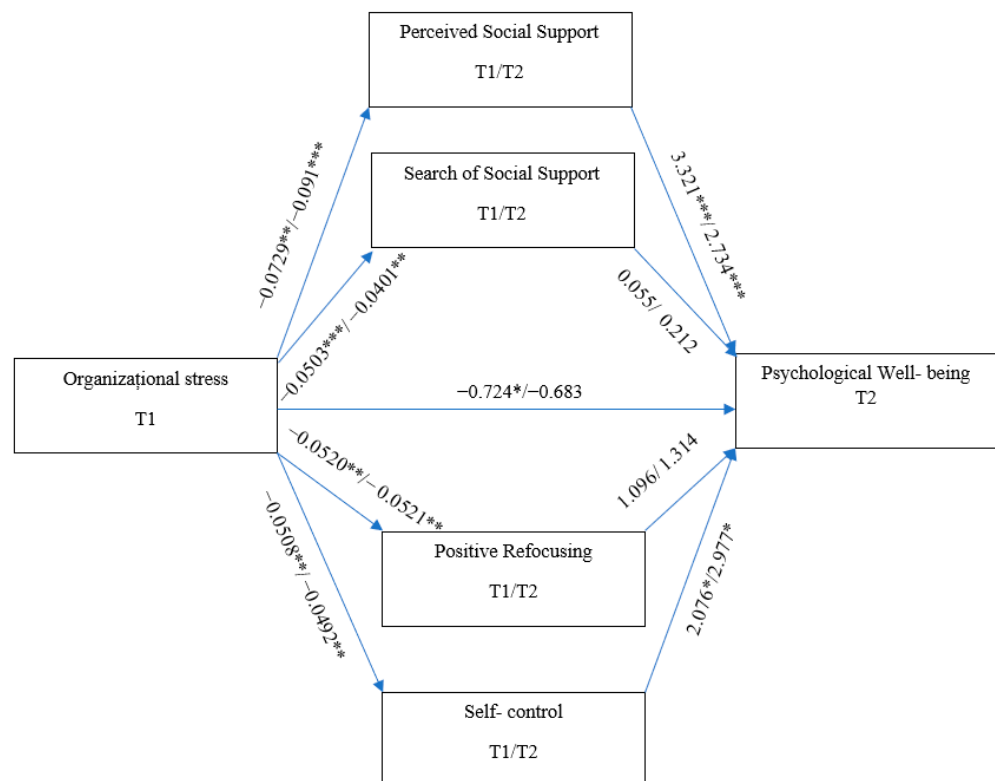 Perceived Social Support
T1/T2
Search of Social Support
T1/T2
−0.0729**/−0.091***
3.321***/2.734***
−0.0503***/−0.0401**
0.055/ 0.212
Organizațional stress
T1
−0.724*/−0.683
Psychological Well- being
T2
−0.0520**/−0.0521**
1.096/ 1.314
−0.0508**/−0.0492**
2.076*/2.977*
Positive Refocusing
T1/T2
Self- control
T1/T2